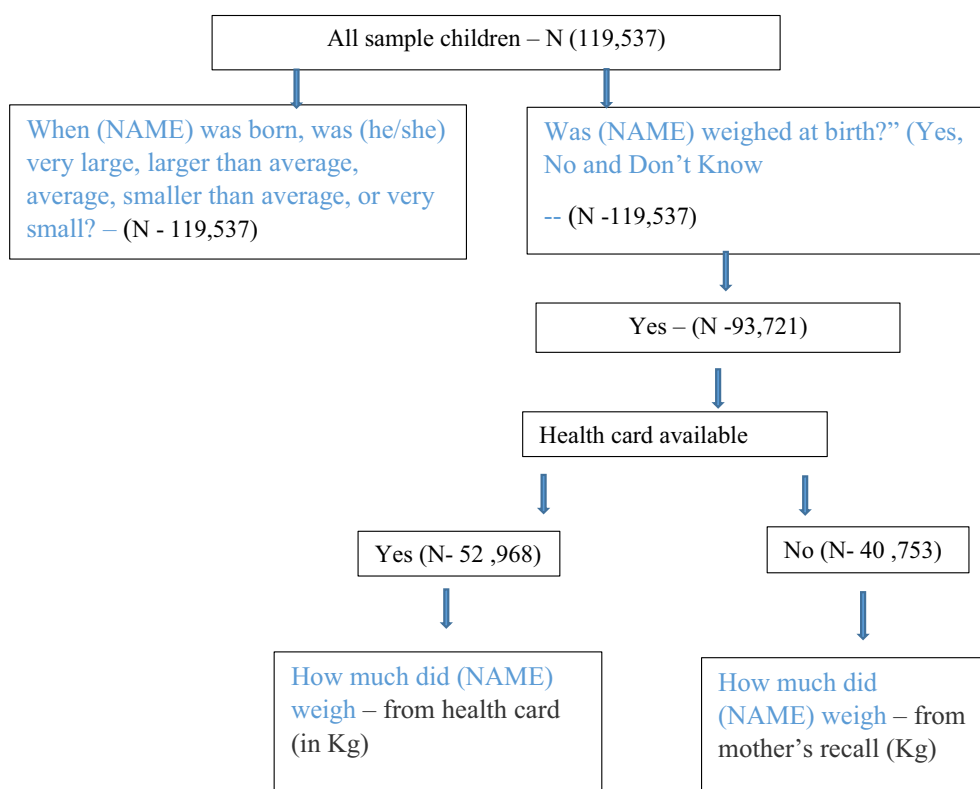 All sample children – N (119,537)
When (NAME) was born, was (he/she)
very large, larger than average,
average, smaller than average, or very
small? – (N - 119,537)
Was (NAME) weighed at birth?” (Yes,
No and Don’t Know
-- (N -119,537)
Yes – (N -93,721)
Health card available
Yes (N- 52 ,968)
No (N- 40 ,753)
How much did (NAME)
weigh – from health card
(in Kg)
How much did
(NAME) weigh – from
mother’s recall (Kg)